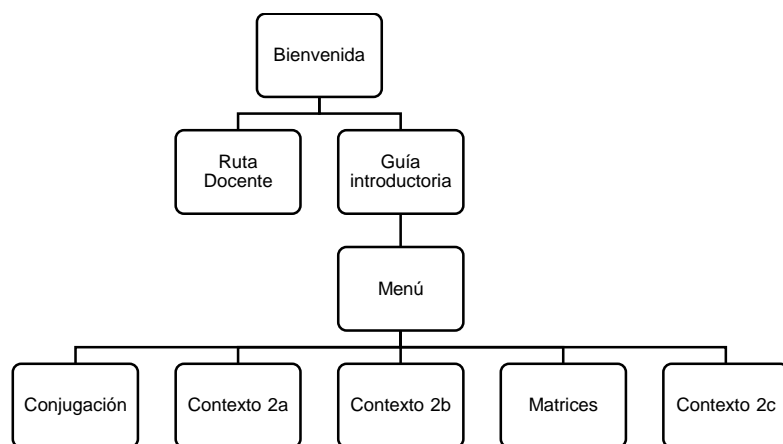 Bienvenida
Ruta
Docente
Guía
introductoria
Menú
Conjugación
Contexto 2a
Contexto 2b
Matrices
Contexto 2c